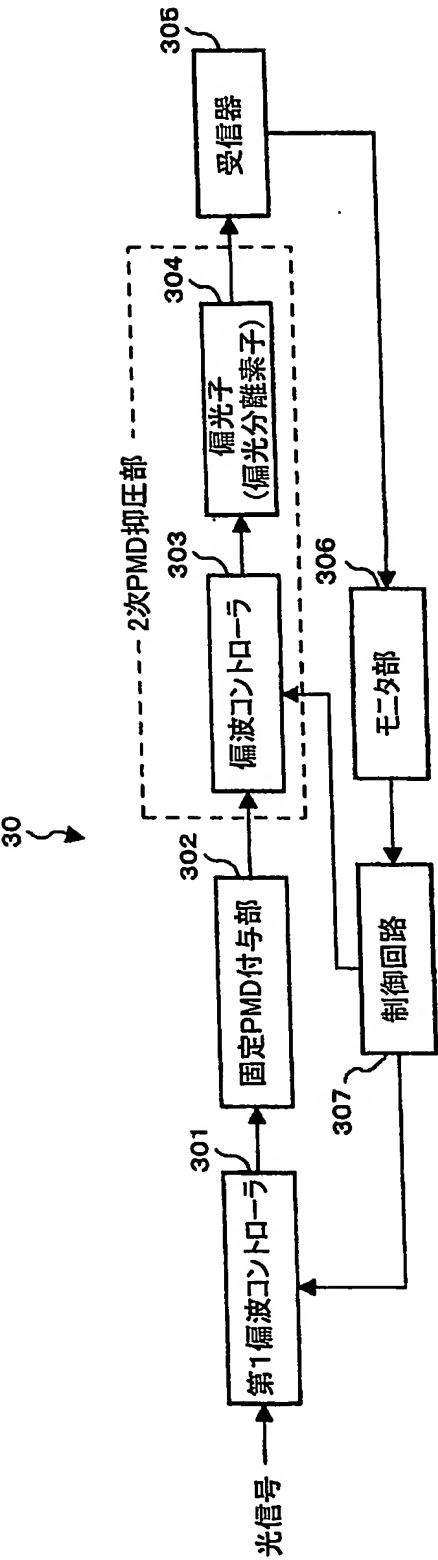 30
光信号
301
第1偏波コントローラ
302
固定PMD付与部
2次PMD抑圧部
303
偏波コントローラ
304
偏光子
(偏光分離素子)
305
受信器
306
モニタ部
307
制御回路